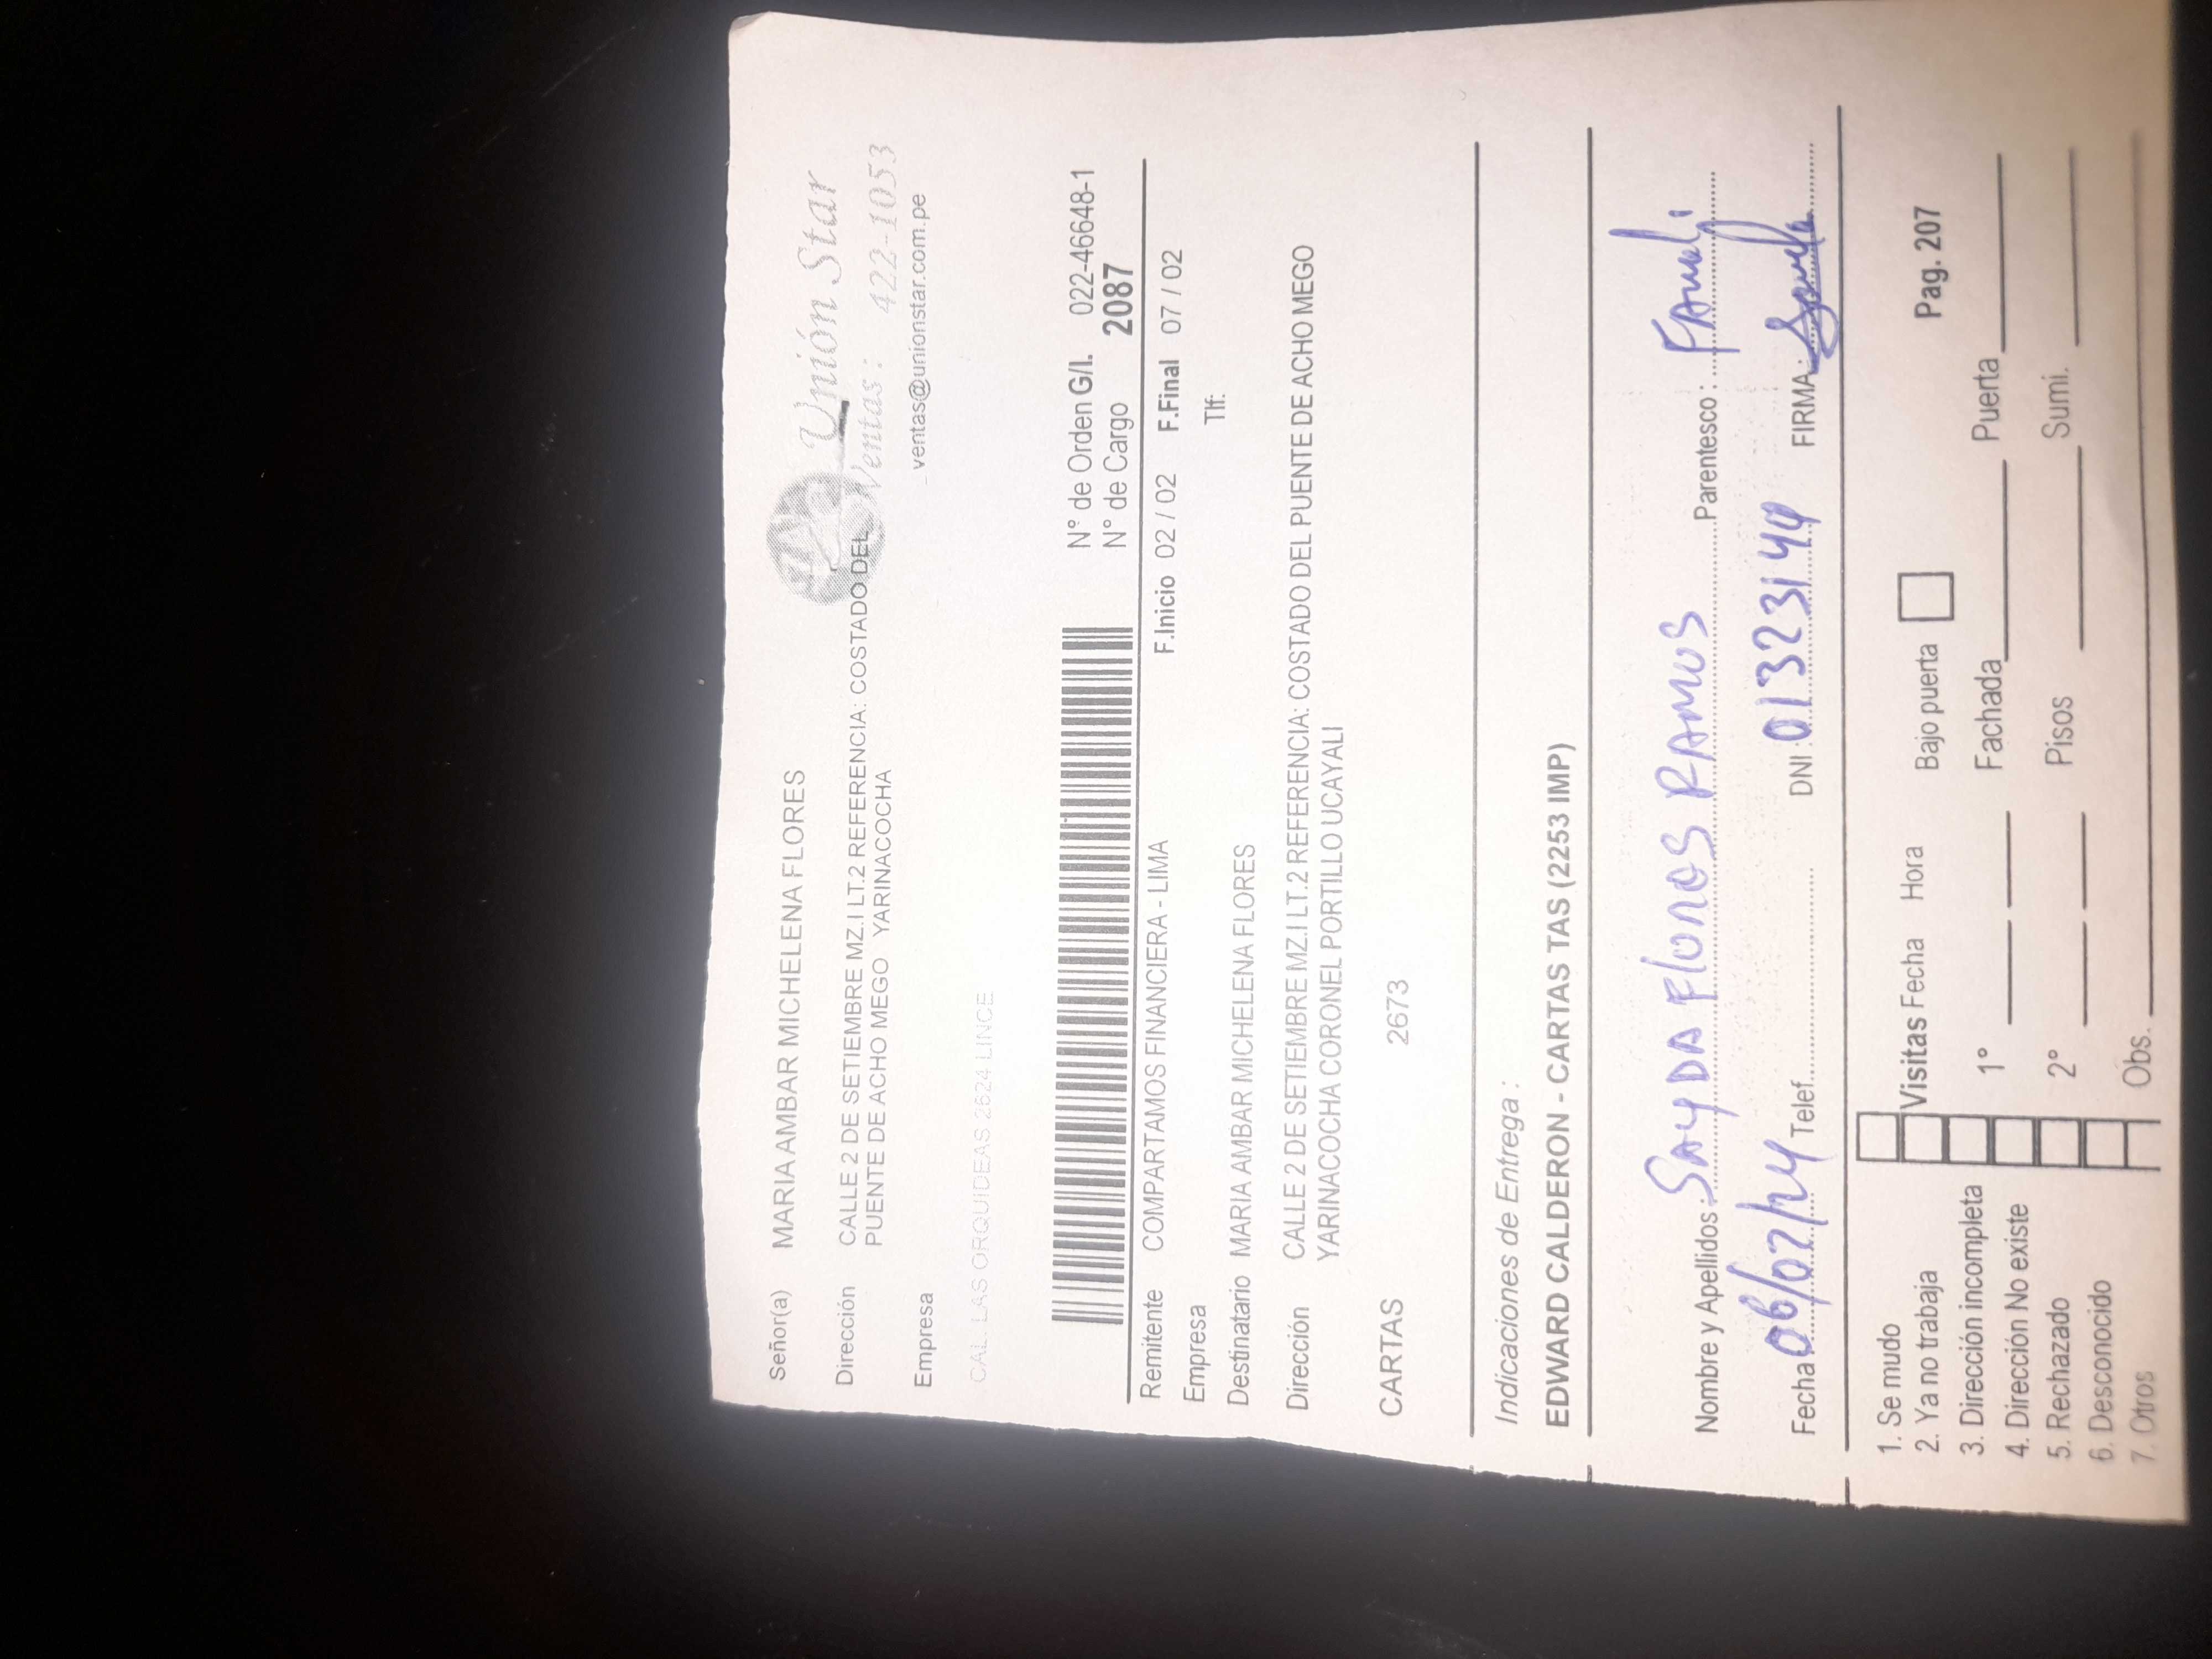 Unión Star
Ventas: 422-1053
ventas@unionstar.com.pe
Señor(a) MARIA AMBAR MICHELENA FLORES
Dirección CALLE 2 DE SETIEMBRE MZ.I LT.2 REFERENCIA: COSTADO DEL
PUENTE DE ACHO MEGO YARINACOCHA
Empresa
CAL. LAS ORQUIDEAS 2624 LINCE
N° de Orden G/I. 022-46648-1
N° de Cargo 2087
Remitente COMPARTAMOS FINANCIERA - LIMA F.Inicio 02 / 02 F.Final 07 / 02
Empresa Tlf:
Destinatario MARIA AMBAR MICHELENA FLORES
Dirección CALLE 2 DE SETIEMBRE MZ.I LT.2 REFERENCIA: COSTADO DEL PUENTE DE ACHO MEGO
YARINACOCHA CORONEL PORTILLO UCAYALI
CARTAS 2673
Indicaciones de Entrega :
EDWARD CALDERON - CARTAS TAS (2253 IMP)
Nombre y Apellidos: SAYDA Flores RAMOS Parentesco :
Fecha 06/02/24 Telef. DNI : 01323144 FIRMA:
1. Se mudo
2. Ya no trabaja Visitas Fecha Hora Bajo puerta Pag. 207
3. Dirección incompleta 1° Fachada Puerta
4. Dirección No existe
5. Rechazado 2° Pisos Sumi.
6. Desconocido
7. Otros Obs.